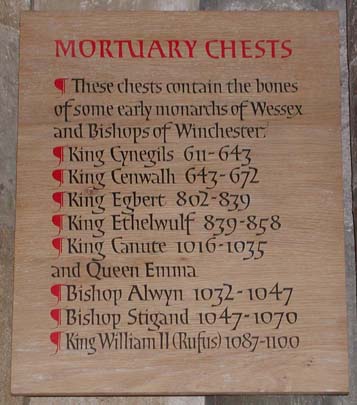 MORTUARY CHESTS
¶ These chests contain the bones
of some early monarchs of Wessex
and Bishops of Winchester.
¶ King Cynegils 611-643
¶ King Cenwalh 643-672
¶ King Egbert 802-839
¶ King Ethelwulf 839-858
¶ King Canute 1016-1035
and Queen Emma
¶ Bishop Alwyn 1032-1047
¶ Bishop Stigand 1047-1070
¶ King William II (Rufus) 1087-1100